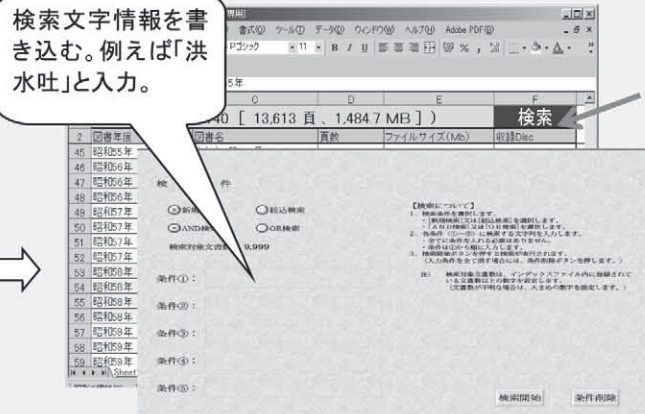 検索文字情報を書
き込む。例えば「洪
水吐」と入力。
書式(O) ツール(T) データ(D) ウィンドウ(W) ヘルプ(H) Adobe PDF(B)
Pゴシック 11 B I U
55年
C D E F
40 [ 13,613 頁 、1,484.7 MB ] ) 検索
2 図書年度 図書名 頁数 ファイルサイズ(Mb) 収録Disc
45 昭和55年
46 昭和56年
47 昭和56年
48 昭和56年
49 昭和57年
50 昭和57年
51 昭和57年
52 昭和57年
53 昭和58年
54 昭和58年
55 昭和58年
56 昭和58年
57 昭和59年
58 昭和59年
59 昭和59年
Sheet
検 件
新規 絞込検索
AND検索 OR検索
検索対象文書数 9,999
条件①：
条件②：
条件③：
条件④：
条件⑤：
【検索について】
1. 検索条件を選択します。
・［新規検索］又は［絞込検索］を選択します。
・［AND検索］又は［OR検索］を選択します。
2. 各条件（①～⑤）に検索する文字列を入力します。
・全てに条件を入れる必要はありません。
・条件は①から順に入力します。
3. 検索開始ボタンを押すと検索が実行されます。
（入力条件を全て消す場合には、条件削除ボタンを押します。）
注） 検索対象文書数は、インデックスファイル内に登録されて
いる文書数以上の数字を設定します。
（文書数が不明な場合は、大きめの数字を設定します。）
検索開始 条件削除